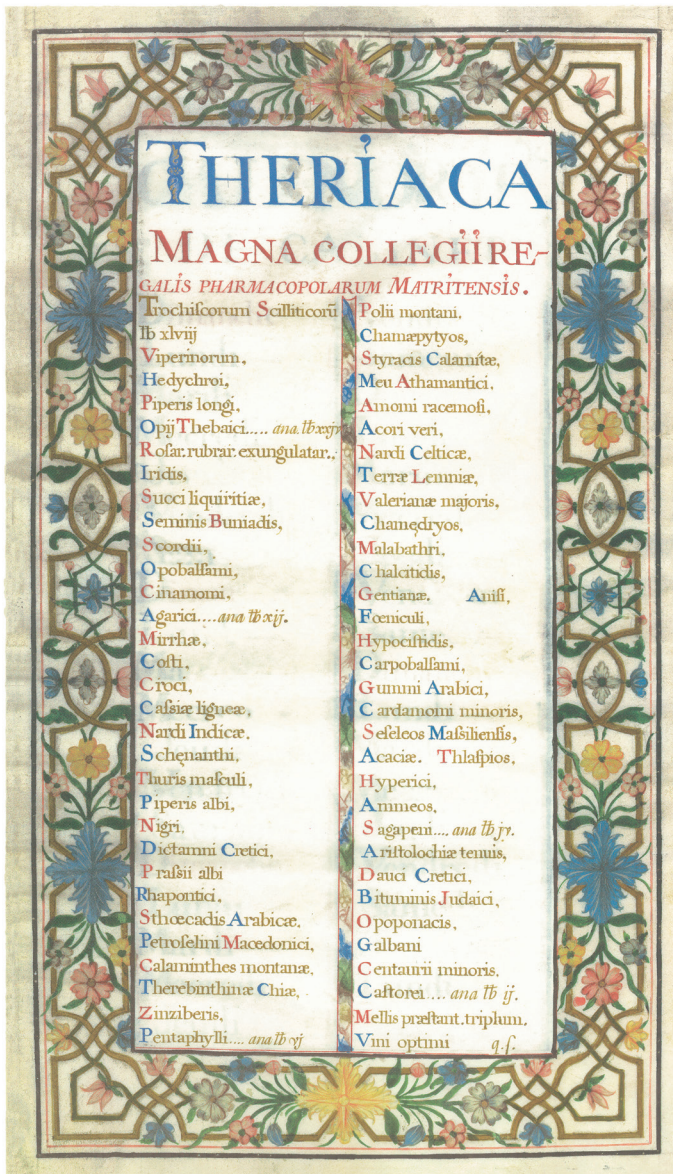 THERIACA
MAGNA COLLEGII RE-
GALIS PHARMACOPOLARUM MATRITENSIS.
Trochiſcorum Scilliticorũ
℔ xlviij
Viperinorum,
Hedychroi,
Piperis longi,
Opij Thebaici..... ana. ℔ xxjv
Roſar. rubrar. exungulatar.,
Iridis,
Succi liquiritiæ,
Seminis Buniadis,
Scordii,
Opobalſami,
Cinamomi,
Agarici.... ana ℔ xij.
Mirrhæ,
Coſti,
Croci,
Caſsiæ ligneæ,
Nardi Indicæ,
Schęnanthi,
Thuris maſculi,
Piperis albi,
Nigri,
Dictamni Cretici,
Praſsii albi
Rhapontici,
Sthœcadis Arabicæ,
Petroſelini Macedonici,
Calaminthes montanæ,
Therebinthinæ Chiæ,
Zinziberis,
Pentaphylli.... ana ℔ vj
Polii montani,
Chamæpytyos,
Styracis Calamitæ,
Meu Athamantici,
Amomi racemoſi,
Acori veri,
Nardi Celticæ,
Terræ Lemniæ,
Valerianæ majoris,
Chamędryos,
Malabathri,
Chalcitidis,
Gentianæ. Aniſi,
Fœniculi,
Hypociſtidis,
Carpobalſami,
Gummi Arabici,
Cardamomi minoris,
Seſeleos Maſsilienſis,
Acaciæ. Thlaſpios,
Hyperici,
Ammeos,
Sagapeni.... ana ℔ jv.
Ariſtolochiæ tenuis,
Dauci Cretici,
Bituminis Judaici,
Opoponacis,
Galbani
Centaurii minoris.
Caſtorei.... ana ℔ ij.
Mellis præſtant. triplum.
Vini optimi q.ſ.